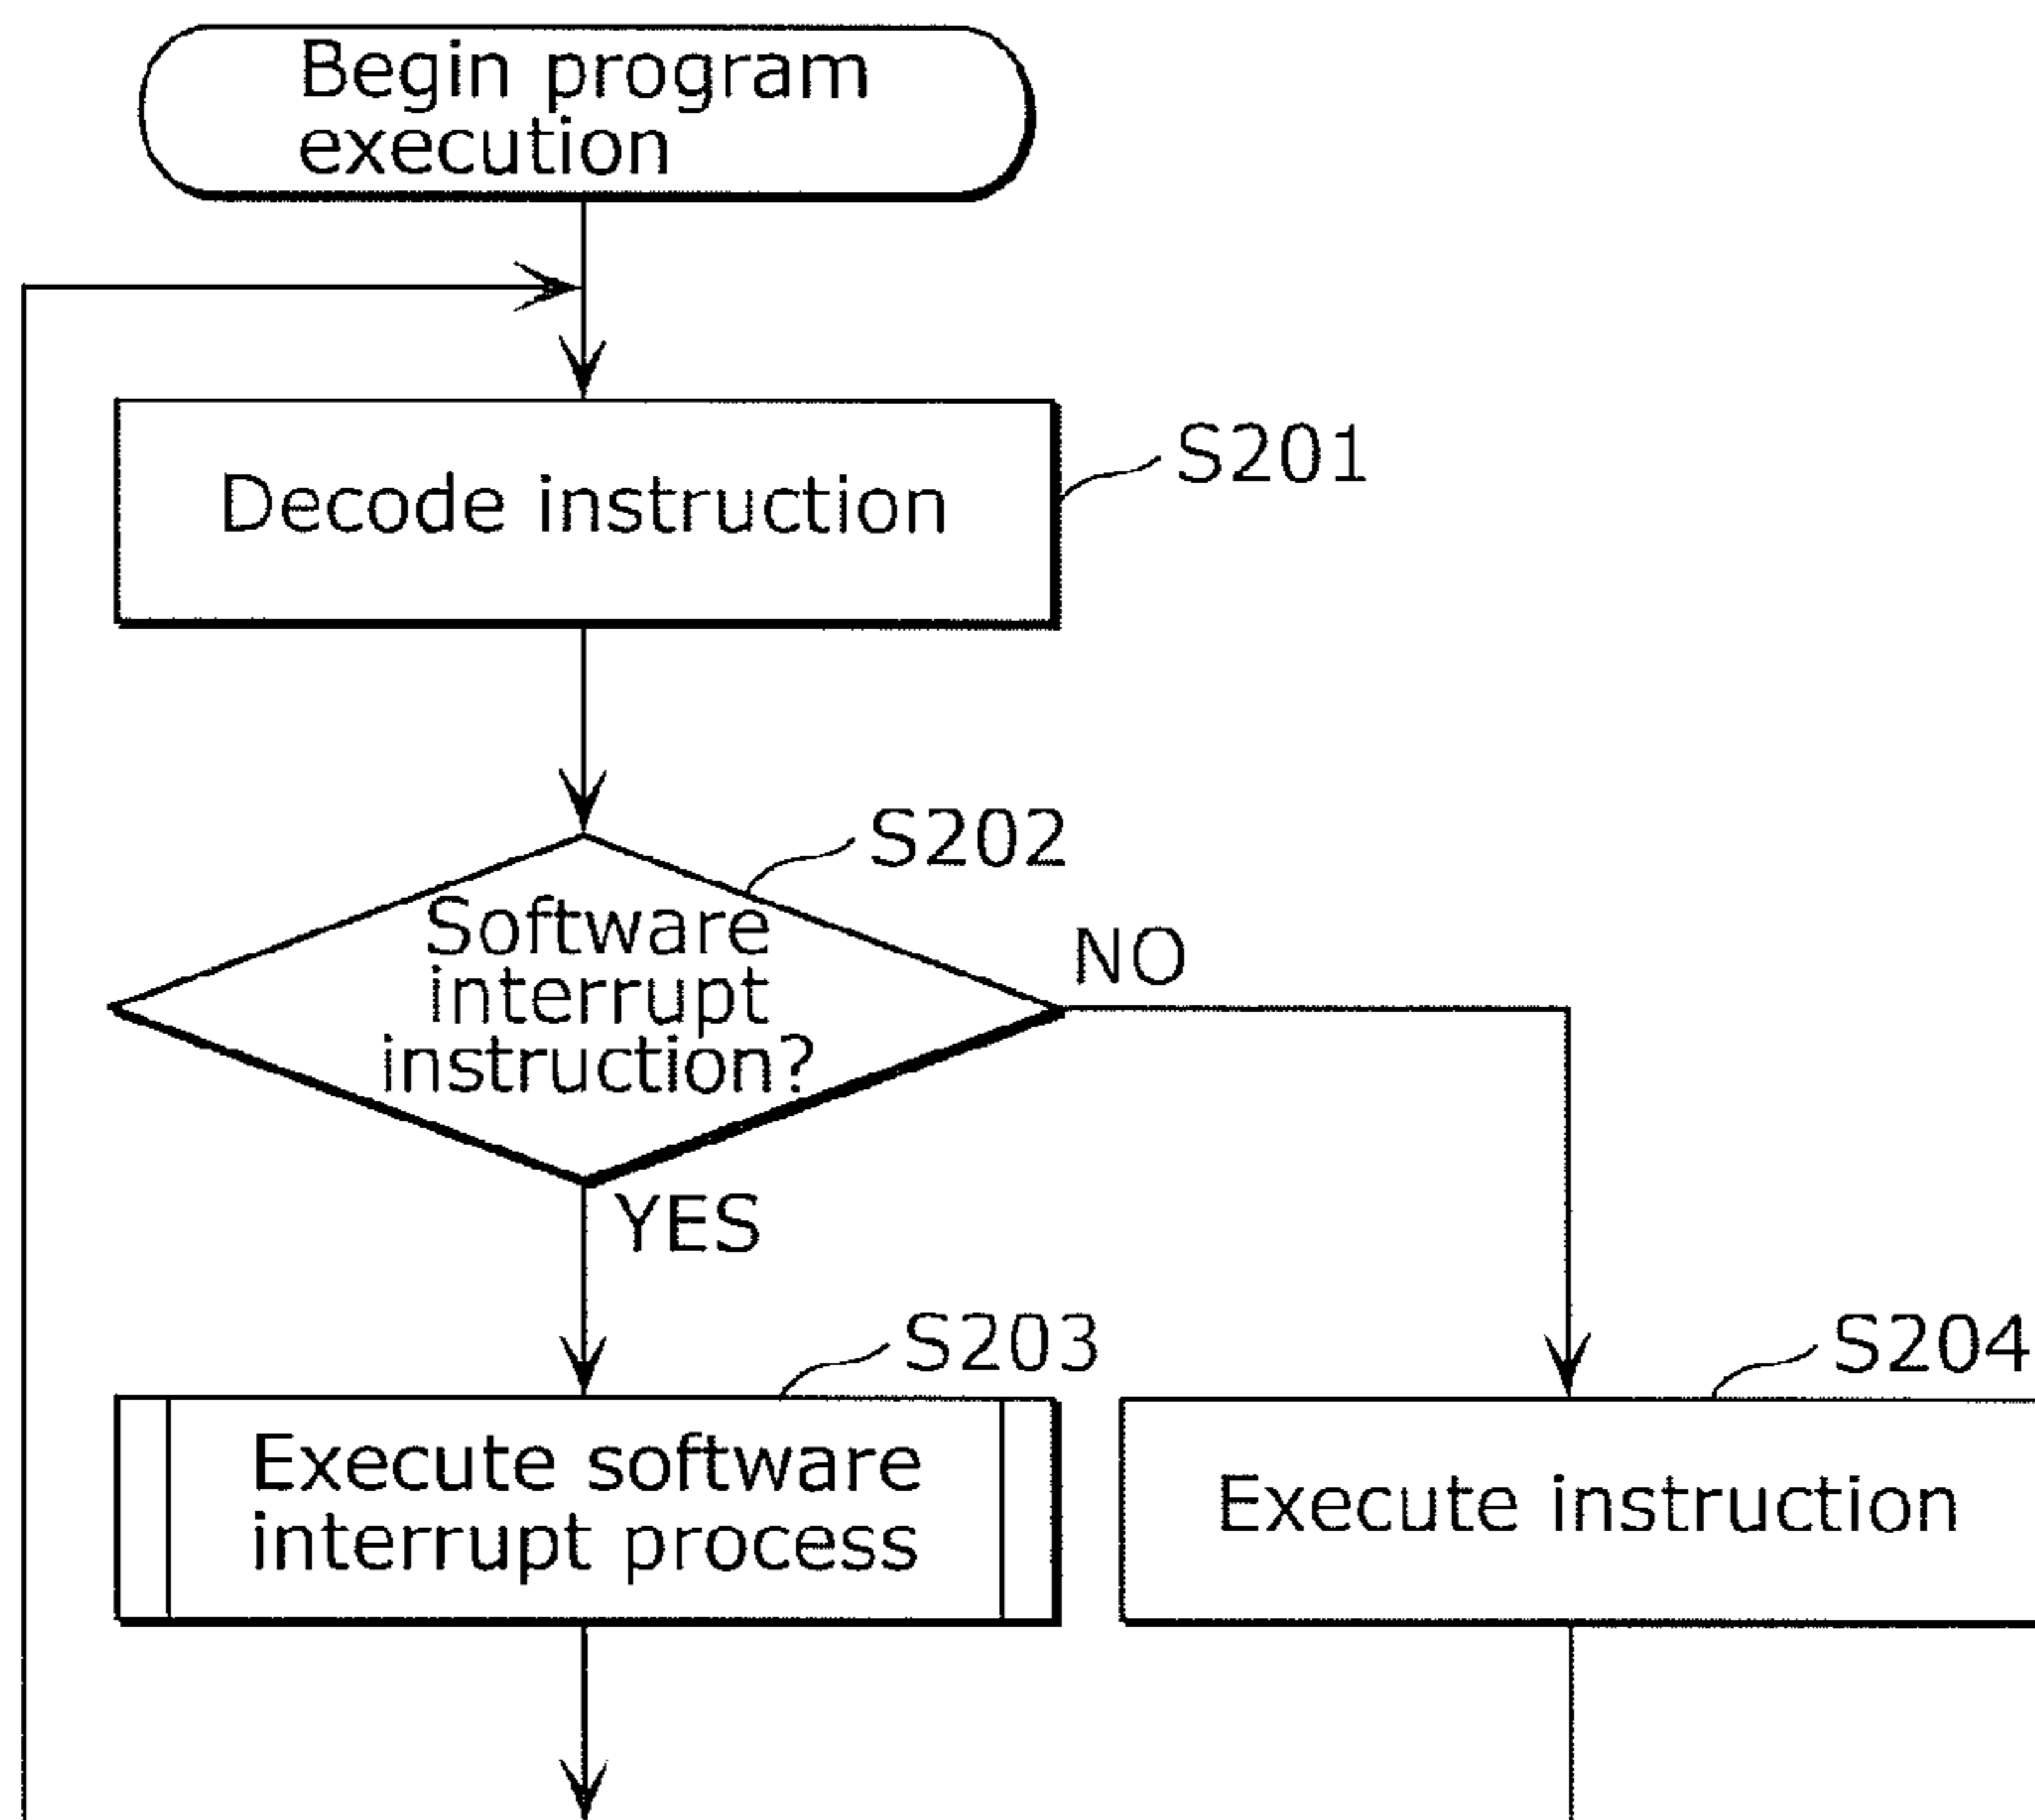 Begin program
execution
Decode instruction
S201
S202
Software
interrupt
instruction?
NO
YES
S203
Execute software
interrupt process
S204
Execute instruction